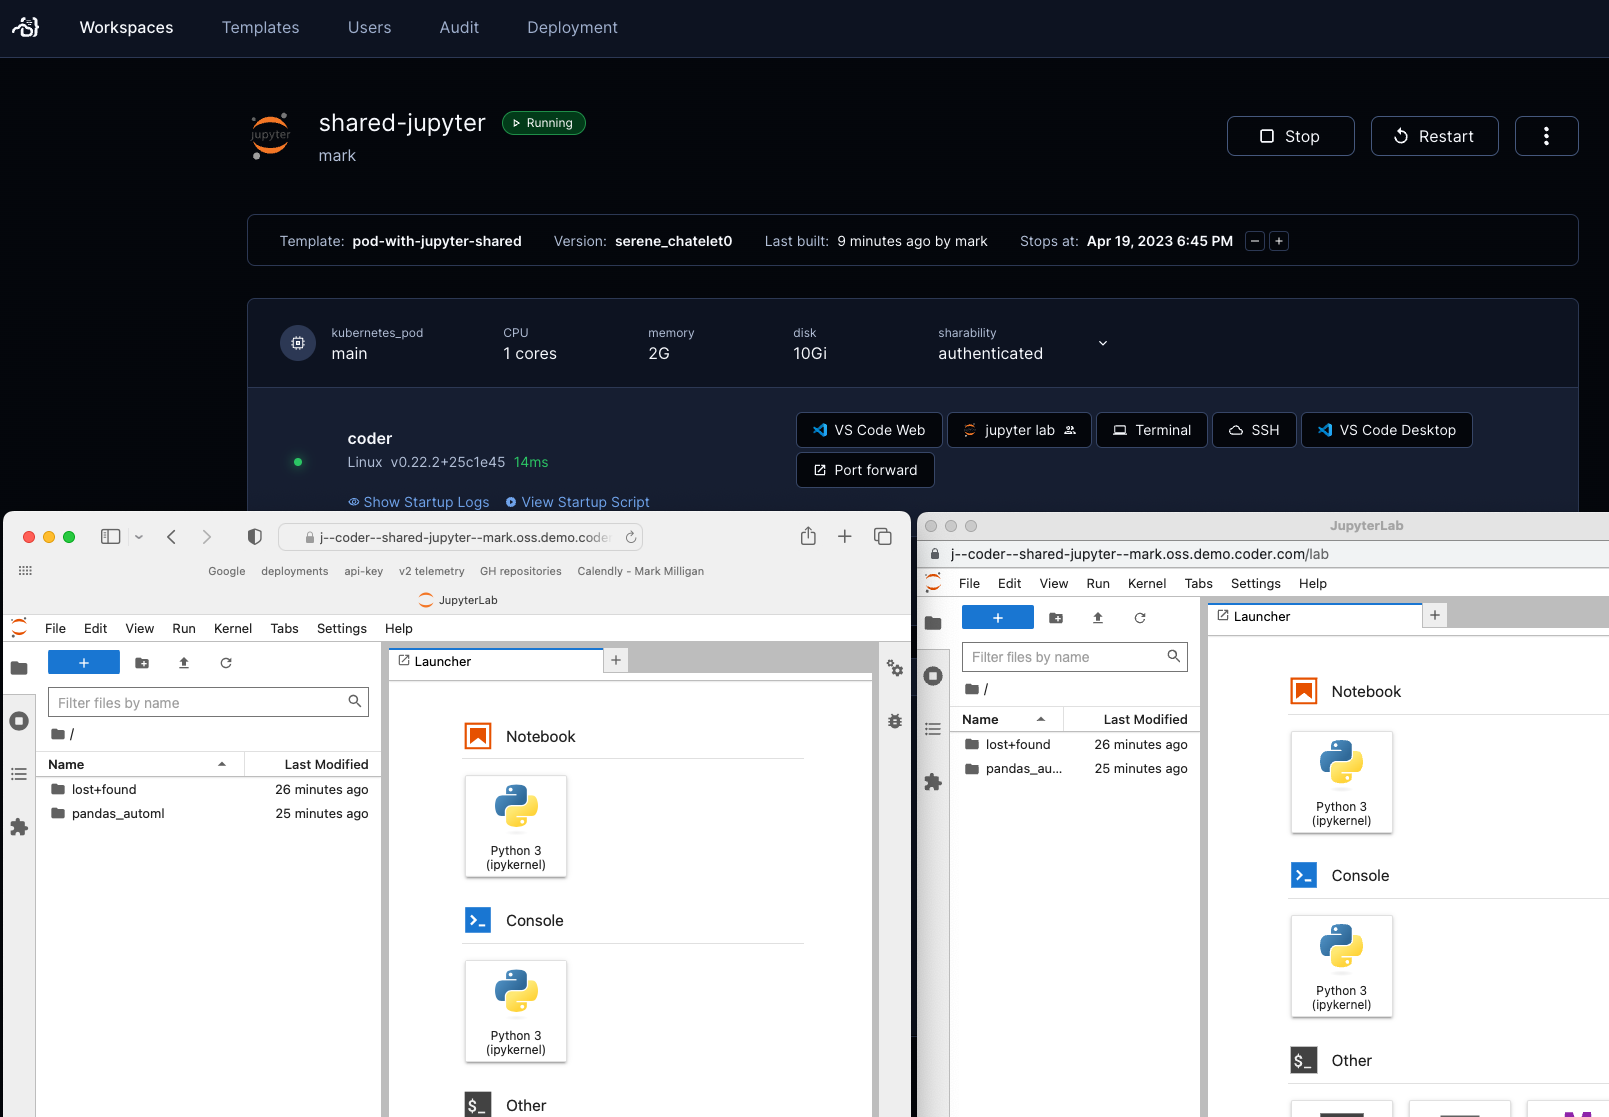 Workspaces Templates Users Audit Deployment
jupyter
shared-jupyter Running
mark
Stop Restart
Template: pod-with-jupyter-shared Version: serene_chatelet0 Last built: 9 minutes ago by mark Stops at: Apr 19, 2023 6:45 PM
kubernetes_pod CPU memory disk sharability
main 1 cores 2G 10Gi authenticated
coder
Linux v0.22.2+25c1e45 14ms
Show Startup Logs View Startup Script
VS Code Web jupyter lab Terminal SSH VS Code Desktop
Port forward
j--coder--shared-jupyter--mark.oss.demo.code
Google deployments api-key v2 telemetry GH repositories Calendly - Mark Milligan
JupyterLab
File Edit View Run Kernel Tabs Settings Help
Launcher
Filter files by name
/
Name Last Modified
lost+found 26 minutes ago
pandas_automl 25 minutes ago
Notebook
Python 3
(ipykernel)
Console
Python 3
(ipykernel)
$_ Other
JupyterLab
j--coder--shared-jupyter--mark.oss.demo.coder.com/lab
File Edit View Run Kernel Tabs Settings Help
Launcher
Filter files by name
/
Name Last Modified
lost+found 26 minutes ago
pandas_au... 25 minutes ago
Notebook
Python 3
(ipykernel)
Console
Python 3
(ipykernel)
$_ Other